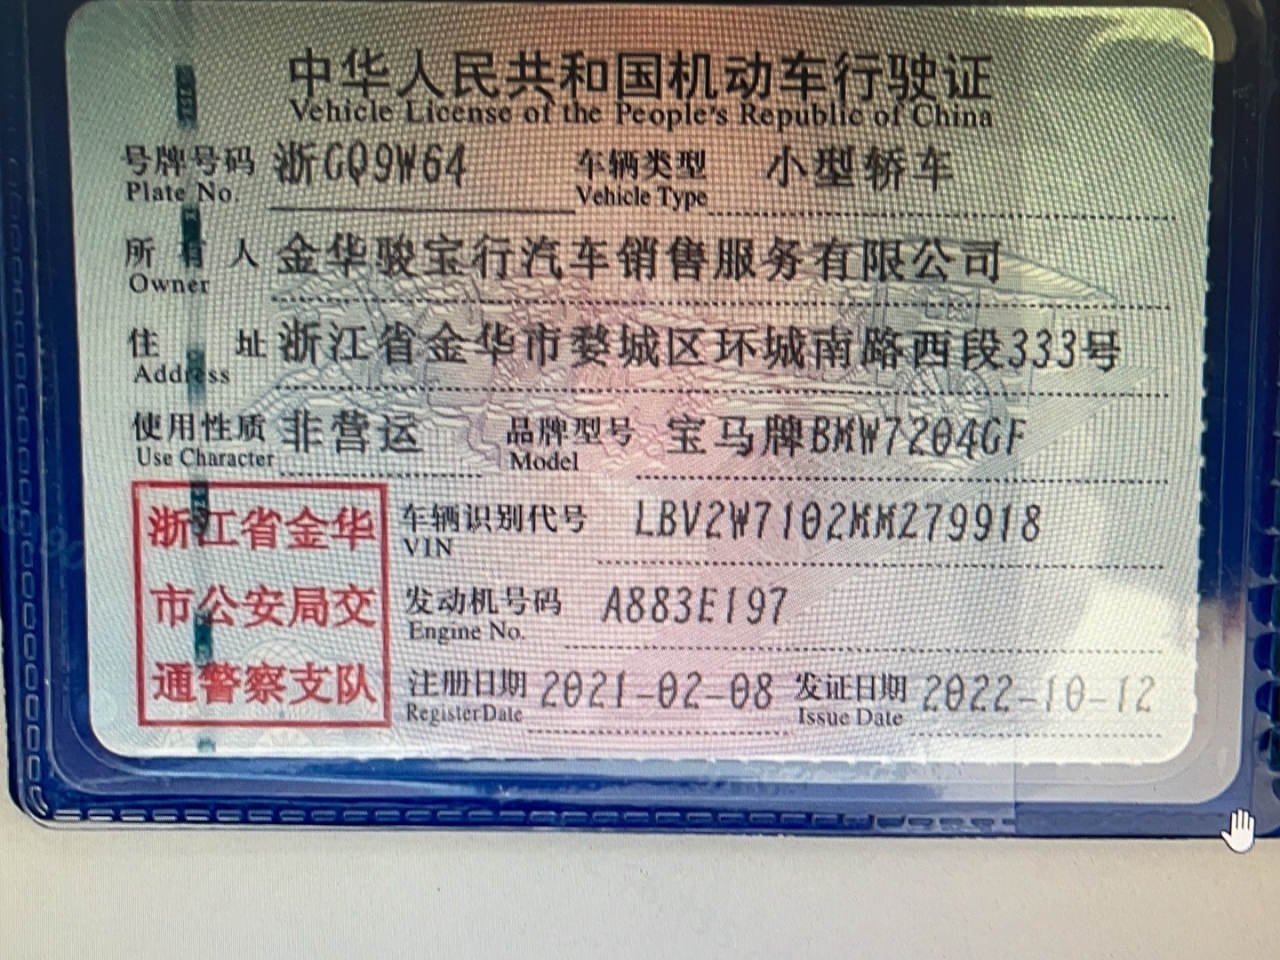 中华人民共和国机动车行驶证
Vehicle License of the People's Republic of China
号牌号码 浙GQ9W64 车辆类型 小型轿车
Plate No. Vehicle Type
所有人 金华骏宝行汽车销售服务有限公司
Owner
住址 浙江省金华市婺城区环城南路西段333号
Address
使用性质 非营运 品牌型号 宝马牌BMW7204GF
Use Character Model
浙江省金华
市公安局交
通警察支队
车辆识别代号 LBV2W7102MMZ79918
VIN
发动机号码 A883E197
Engine No.
注册日期 2021-02-08 发证日期 2022-10-12
Register Date Issue Date